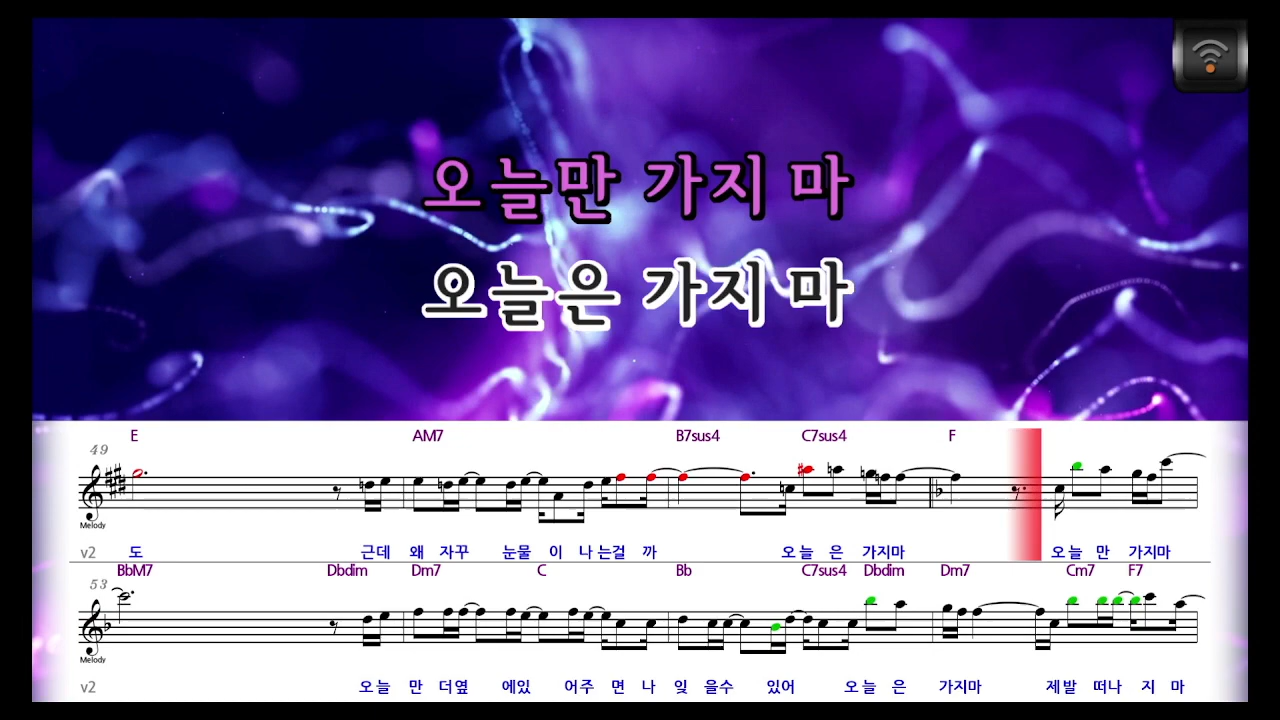 오늘만 가지 마
오늘은 가지 마
E AM7 B7sus4 C7sus4 F
49
Melody
v2 도 근데 왜 자꾸 눈물 이 나 는걸 까 오 늘 은 가지마 오 늘 만 가지마
BbM7 Dbdim Dm7 C Bb C7sus4 Dbdim Dm7 Cm7 F7
53
Melody
v2 오 늘 만 더옆 에있 어주 면 나 잊 을수 있어 오 늘 은 가지마 제발 떠나 지 마